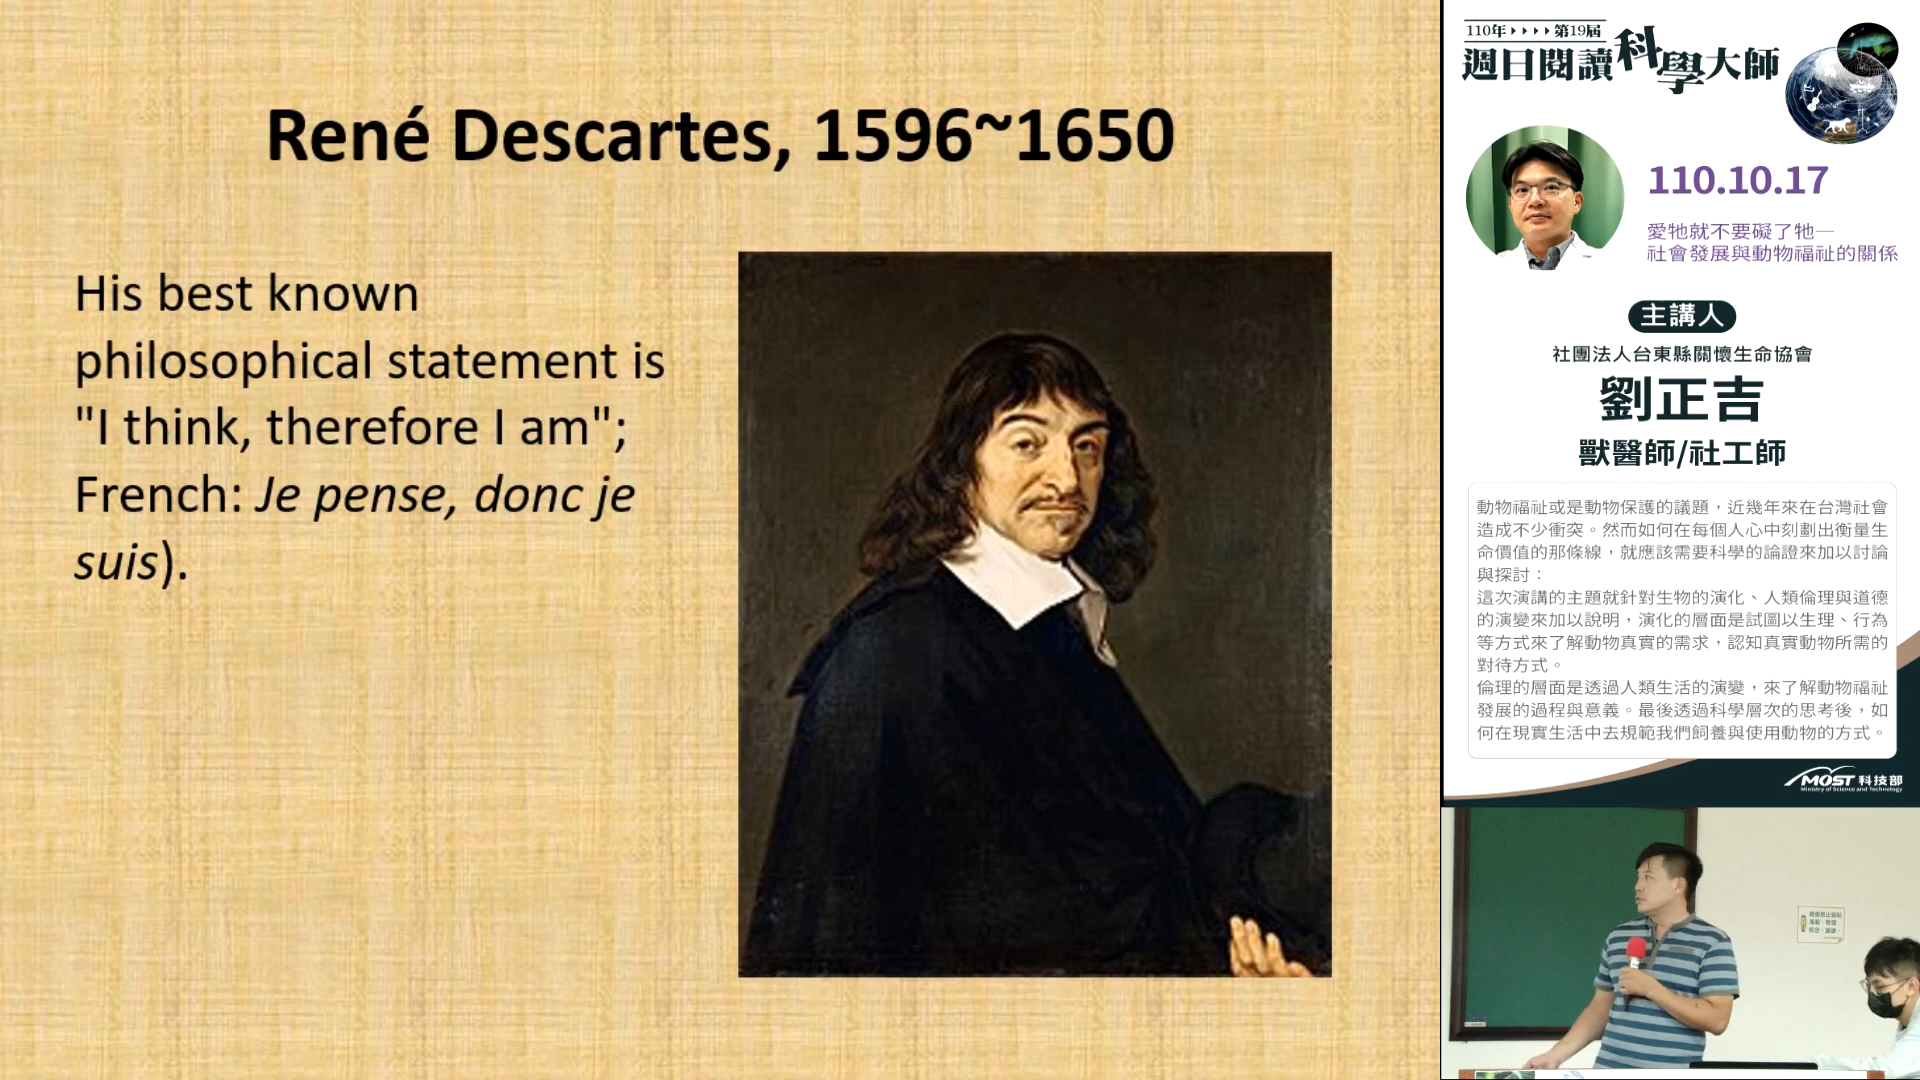 René Descartes, 1596~1650
His best known
philosophical statement is
"I think, therefore I am";
French: Je pense, donc je
suis).
110年 第19屆
週日閱讀科學大師
110.10.17
愛牠就不要礙了牠—
社會發展與動物福祉的關係
主講人
社團法人台東縣關懷生命協會
劉正吉
獸醫師/社工師
動物福祉或是動物保護的議題，近幾年來在台灣社會
造成不少衝突。然而如何在每個人心中刻劃出衡量生
命價值的那條線，就應該需要科學的論證來加以討論
與探討：
這次演講的主題就針對生物的演化、人類倫理與道德
的演變來加以說明，演化的層面是試圖以生理、行為
等方式來了解動物真實的需求，認知真實動物所需的
對待方式。
倫理的層面是透過人類生活的演變，來了解動物福祉
發展的過程與意義。最後透過科學層次的思考後，如
何在現實生活中去規範我們飼養與使用動物的方式。
MOST 科技部
Ministry of Science and Technology